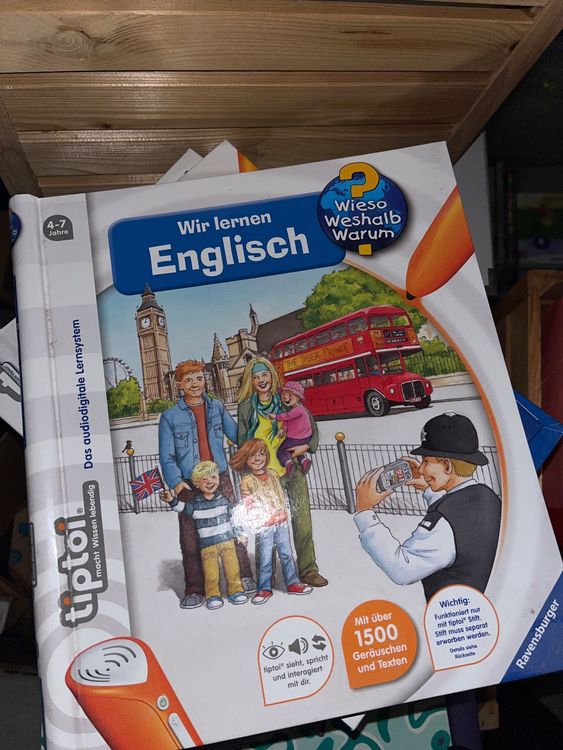 4-7
Jahre
Wir lernen
Englisch
Wieso
Weshalb
Warum
?
Das audiodigitale Lernsystem
tiptoi®
macht Wissen lebendig
THE TIGER PRINCE
tiptoi® sieht, spricht
und interagiert
mit dir.
Mit über
1500
Geräuschen
und Texten
Wichtig:
Funktioniert nur
mit tiptoi® Stift.
Stift muss separat
erworben werden.
Details siehe
Rückseite
Ravensburger